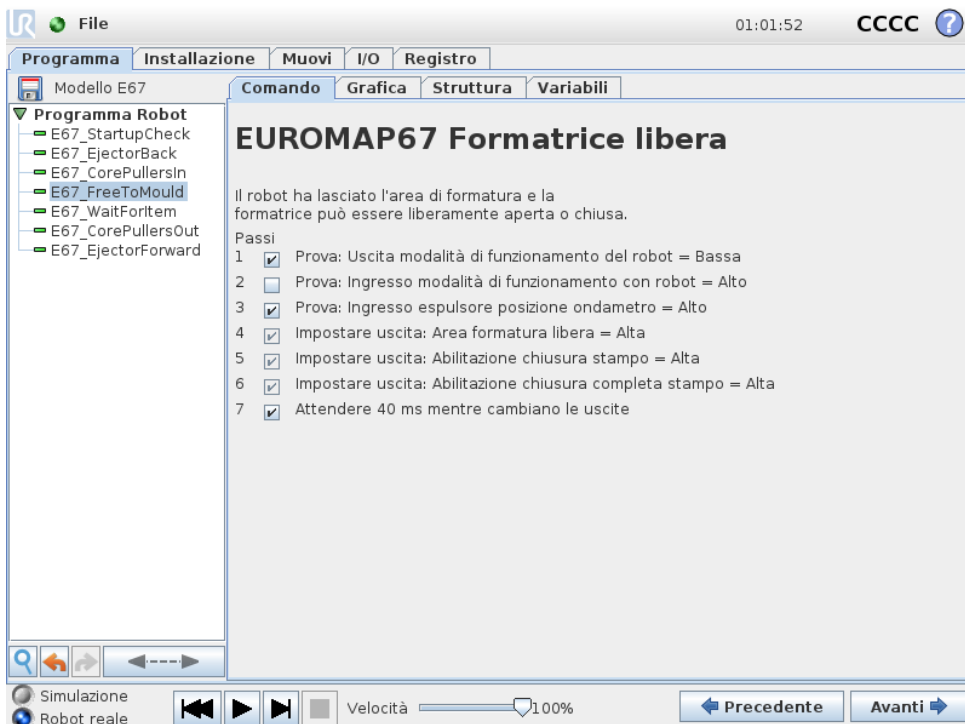 UR File 01:01:52 CCCC ?
Programma Installazione Muovi I/O Registro
Modello E67 Comando Grafica Struttura Variabili
Programma Robot
E67_StartupCheck
E67_EjectorBack
E67_CorePullersIn
E67_FreeToMould
E67_WaitForItem
E67_CorePullersOut
E67_EjectorForward
EUROMAP67 Formatrice libera
Il robot ha lasciato l'area di formatura e la
formatrice può essere liberamente aperta o chiusa.
Passi
1 Prova: Uscita modalità di funzionamento del robot = Bassa
2 Prova: Ingresso modalità di funzionamento con robot = Alto
3 Prova: Ingresso espulsore posizione ondametro = Alto
4 Impostare uscita: Area formatura libera = Alta
5 Impostare uscita: Abilitazione chiusura stampo = Alta
6 Impostare uscita: Abilitazione chiusura completa stampo = Alta
7 Attendere 40 ms mentre cambiano le uscite
Simulazione
Robot reale
Velocità 100% Precedente Avanti